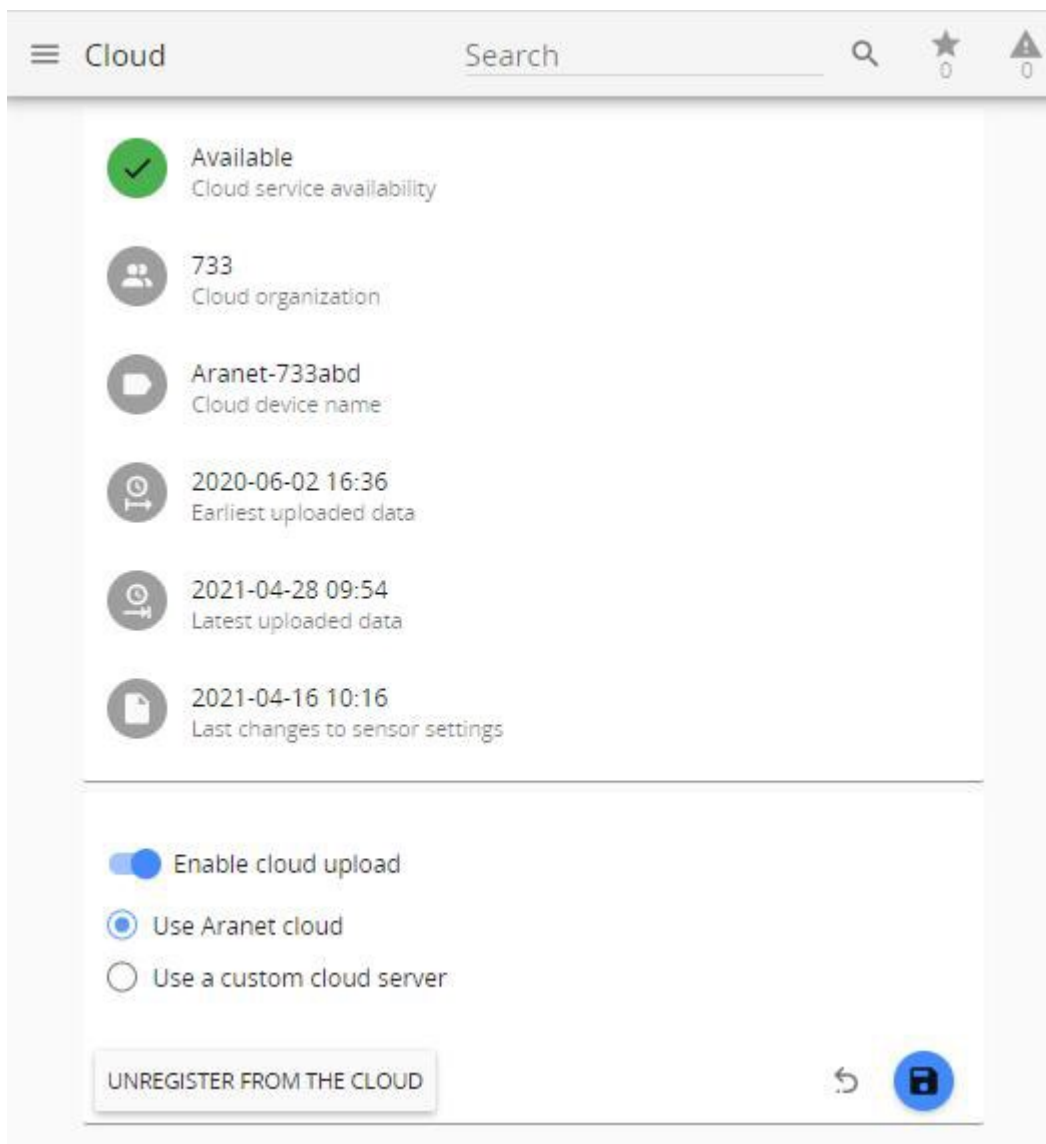 Cloud
Search
0
0
Available
Cloud service availability
733
Cloud organization
Aranet-733abd
Cloud device name
2020-06-02 16:36
Earliest uploaded data
2021-04-28 09:54
Latest uploaded data
2021-04-16 10:16
Last changes to sensor settings
Enable cloud upload
Use Aranet cloud
Use a custom cloud server
UNREGISTER FROM THE CLOUD